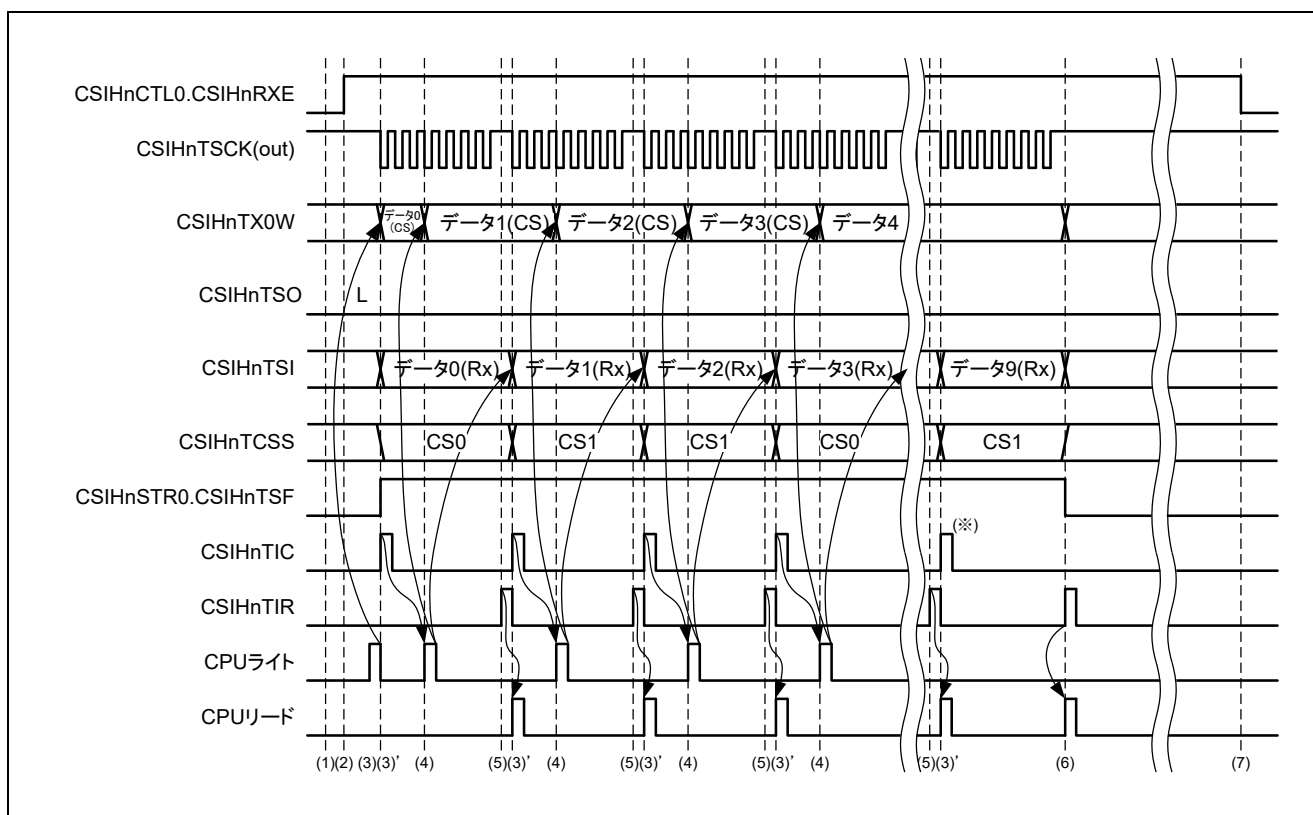 CSIHnCTL0.CSIHnRXE
CSIHnTSCK(out)
CSIHnTX0W
データ0
(CS)
データ1(CS)
データ2(CS)
データ3(CS)
データ4
CSIHnTSO
L
CSIHnTSI
データ0(Rx)
データ1(Rx)
データ2(Rx)
データ3(Rx)
データ9(Rx)
CSIHnTCSS
CS0
CS1
CS1
CS0
CS1
CSIHnSTR0.CSIHnTSF
CSIHnTIC
(※)
CSIHnTIR
CPUライト
CPUリード
(1)(2) (3)(3)' (4) (5)(3)' (4) (5)(3)' (4) (5)(3)' (4) (5)(3)' (6) (7)